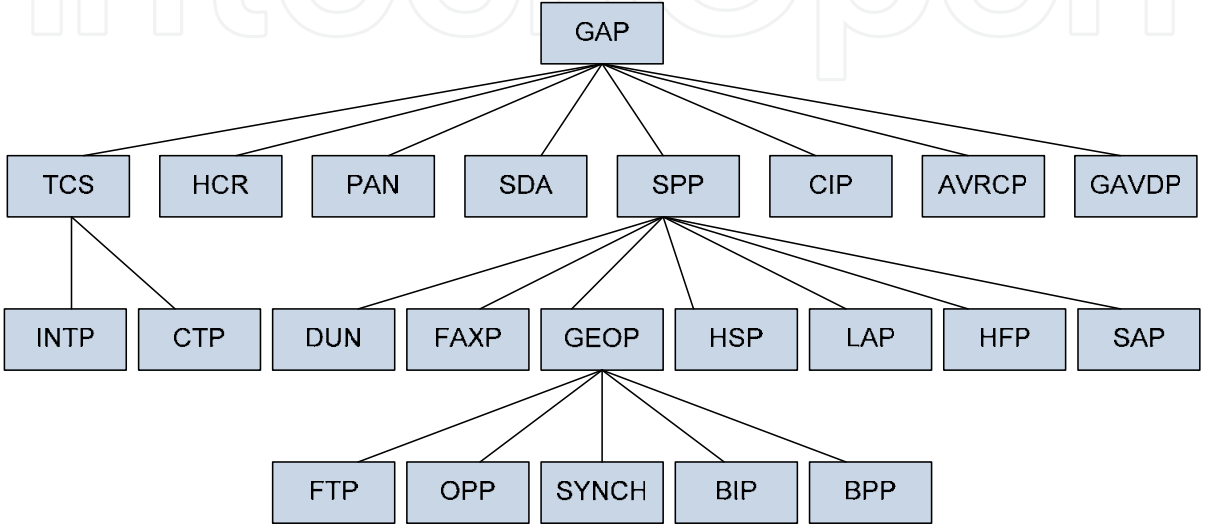 GAP
TCS HCR PAN SDA SPP CIP AVRCP GAVDP
INTP CTP DUN FAXP GEOP HSP LAP HFP SAP
FTP OPP SYNCH BIP BPP